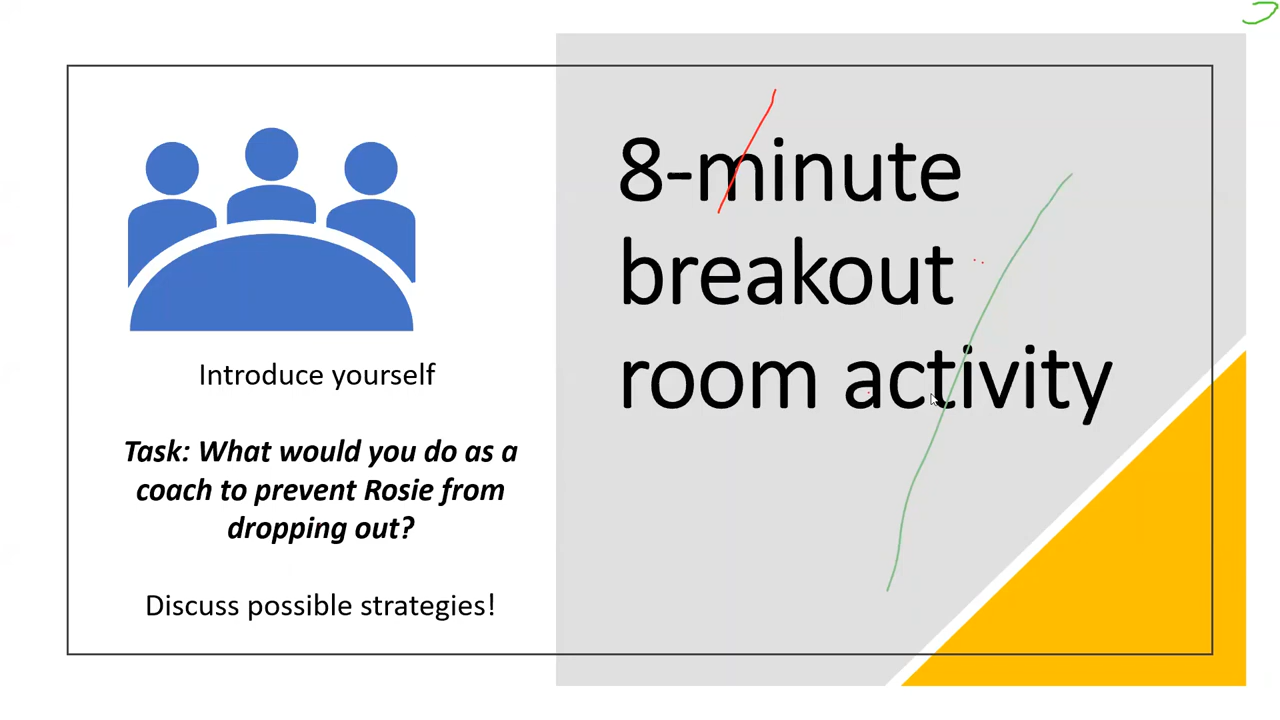 8-minute
breakout
room activity
Introduce yourself
Task: What would you do as a
coach to prevent Rosie from
dropping out?
Discuss possible strategies!